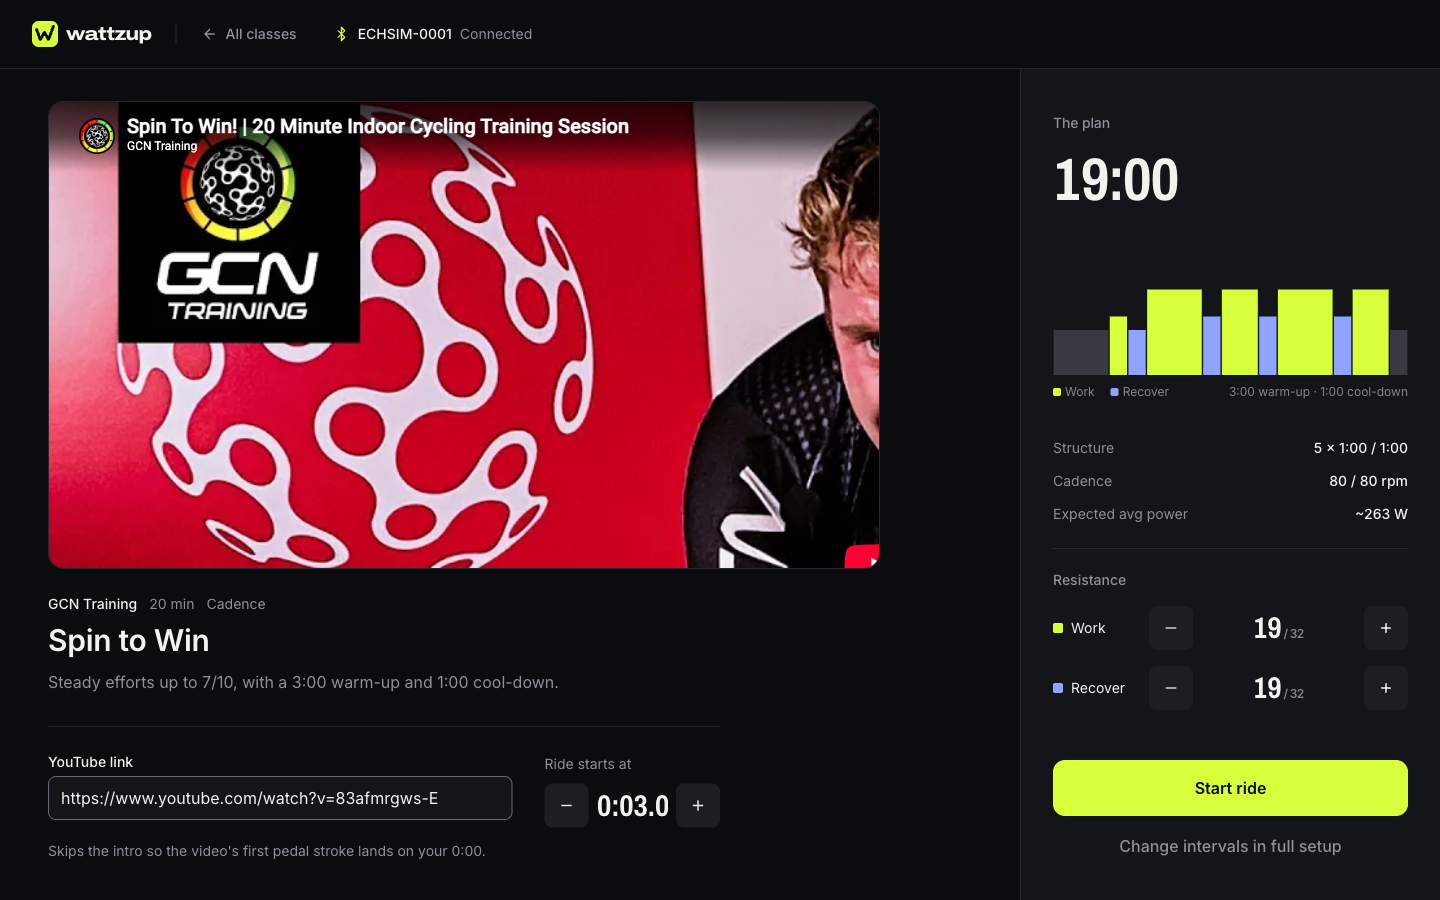 wattzup
All classes
ECHSIM-0001 Connected
Spin To Win! | 20 Minute Indoor Cycling Training Session
GCN Training
GCN
TRAINING
GCN Training 20 min Cadence
Spin to Win
Steady efforts up to 7/10, with a 3:00 warm-up and 1:00 cool-down.
YouTube link
https://www.youtube.com/watch?v=83afmrgws-E
Ride starts at
− 0:03.0 +
Skips the intro so the video's first pedal stroke lands on your 0:00.
The plan
19:00
Work Recover 3:00 warm-up · 1:00 cool-down
Structure 5 × 1:00 / 1:00
Cadence 80 / 80 rpm
Expected avg power ~263 W
Resistance
Work − 19 / 32 +
Recover − 19 / 32 +
Start ride
Change intervals in full setup